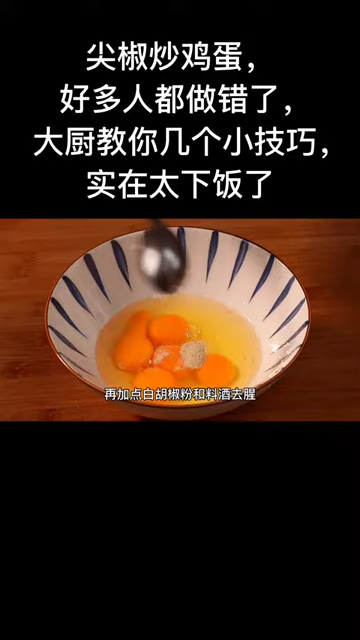 尖椒炒鸡蛋，
好多人都做错了，
大厨教你几个小技巧，
实在太下饭了
再加点白胡椒粉和料酒去腥